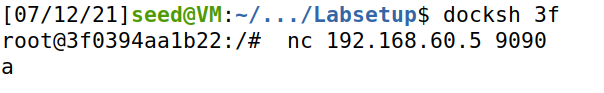 [07/12/21]seed@VM:~/.../Labsetup$ docksh 3f
root@3f0394aa1b22:/#  nc 192.168.60.5 9090
a